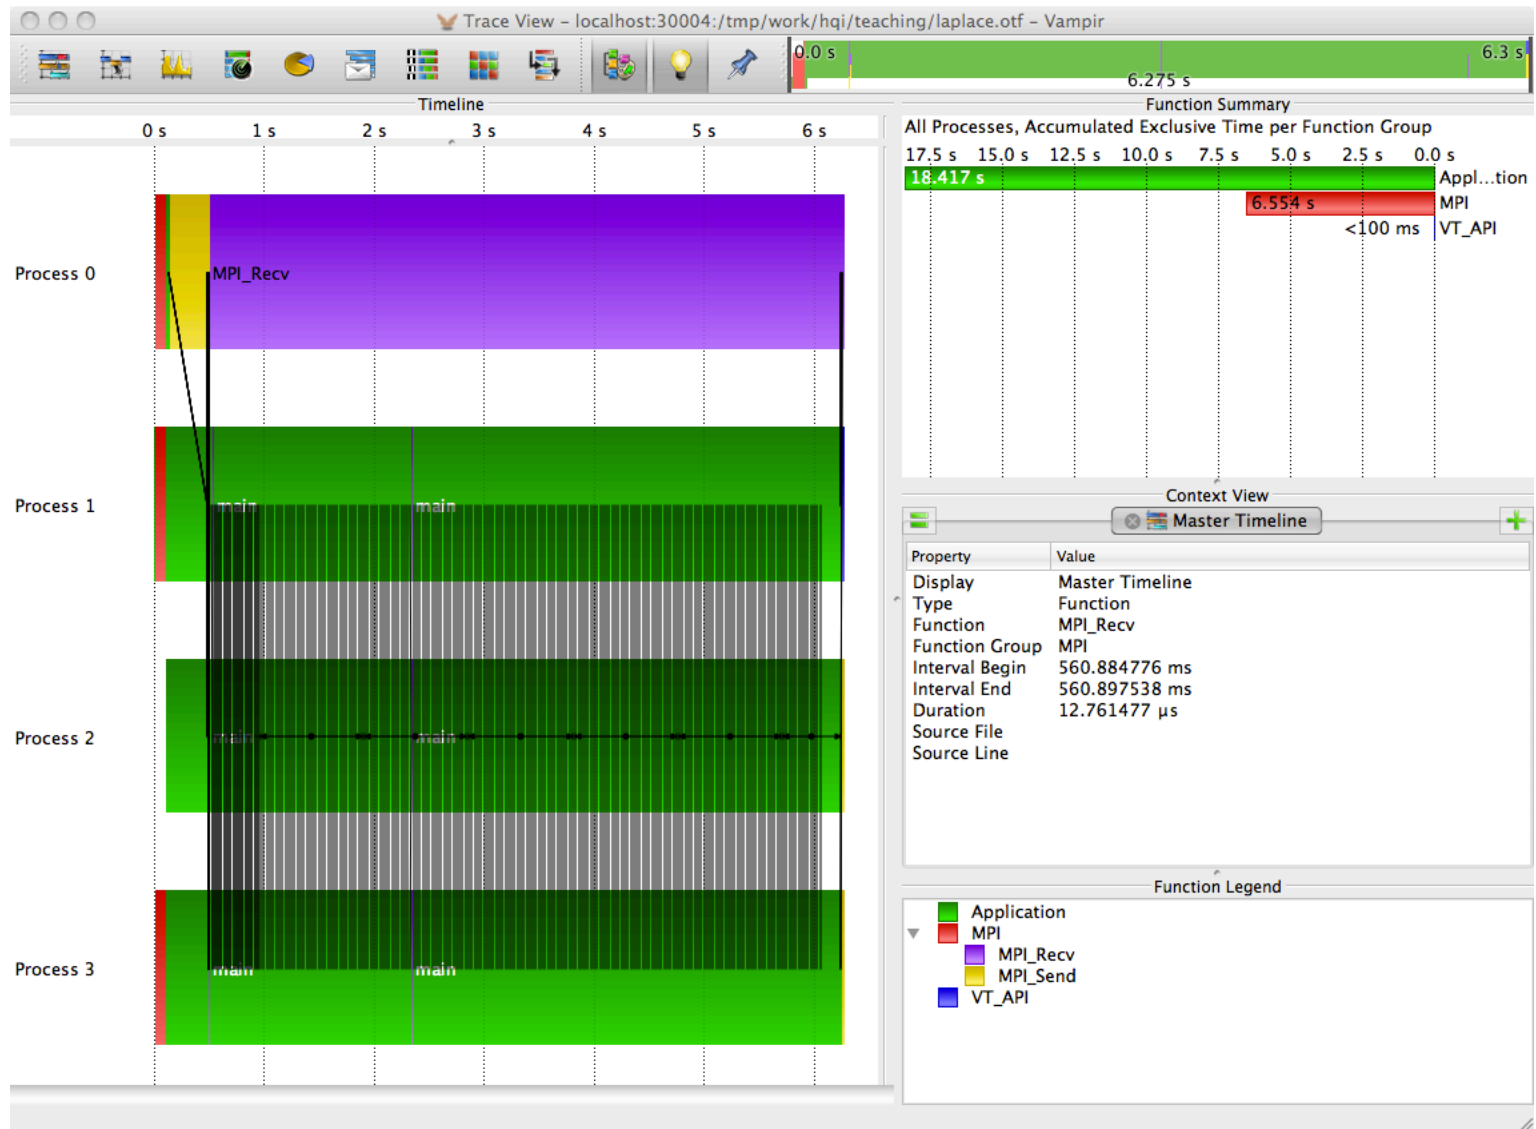 Trace View – localhost:30004:/tmp/work/hqi/teaching/laplace.otf – Vampir
0.0 s
6.3 s
6.275 s
Timeline
0 s 1 s 2 s 3 s 4 s 5 s 6 s
Process 0
MPI_Recv
Process 1
main main
Process 2
main main
Process 3
main main
Function Summary
All Processes, Accumulated Exclusive Time per Function Group
17.5 s 15.0 s 12.5 s 10.0 s 7.5 s 5.0 s 2.5 s 0.0 s
18.417 s Appl...tion
6.554 s MPI
<100 ms VT_API
Context View
Master Timeline
Property Value
Display Master Timeline
Type Function
Function MPI_Recv
Function Group MPI
Interval Begin 560.884776 ms
Interval End 560.897538 ms
Duration 12.761477 µs
Source File
Source Line
Function Legend
Application
MPI
MPI_Recv
MPI_Send
VT_API